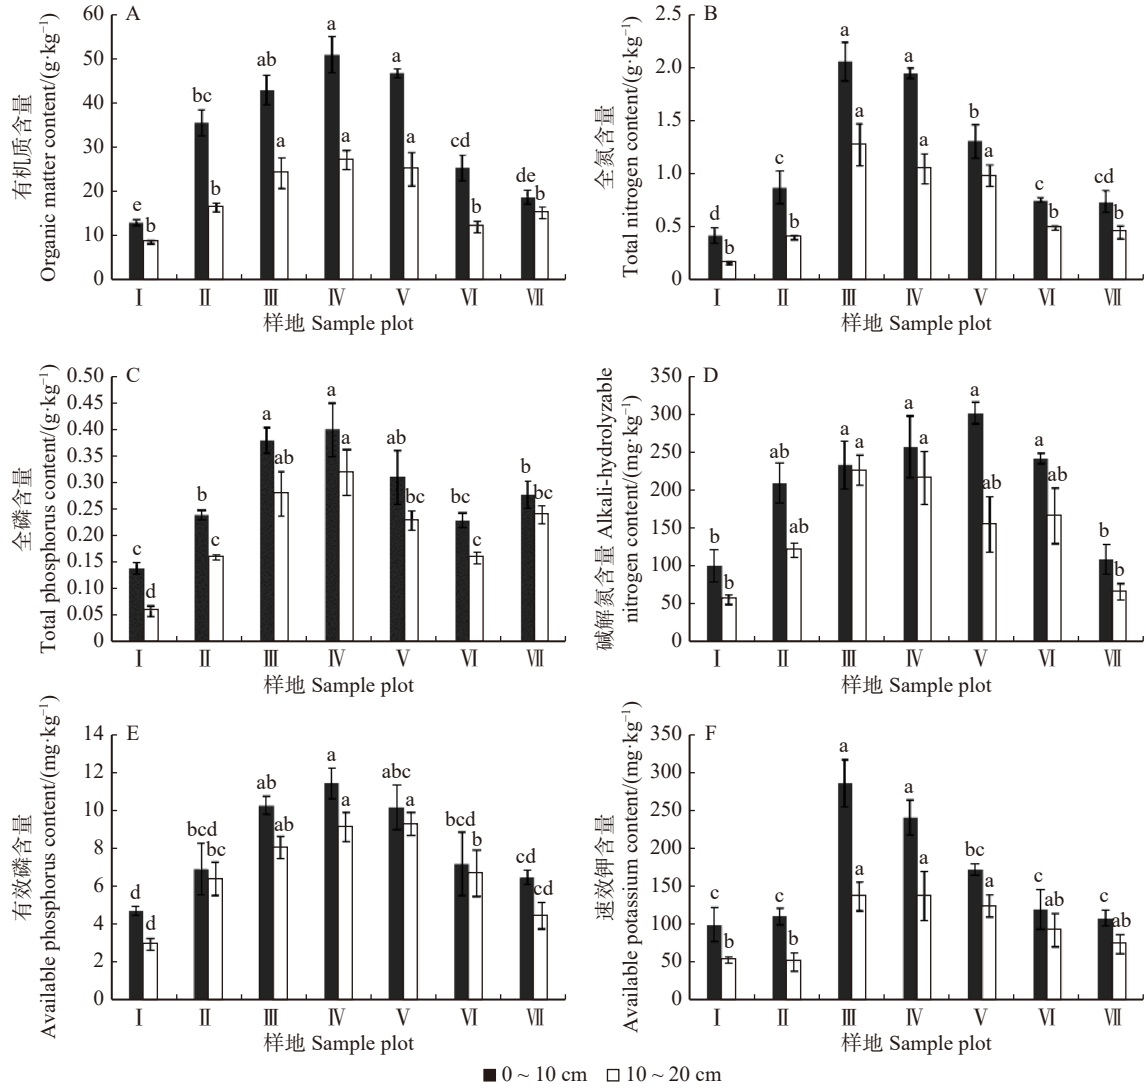 A
有机质含量
Organic matter content/(g·kg⁻¹)
60
50
40
30
20
10
0
e b bc b ab a a a a a cd b de b
Ⅰ Ⅱ Ⅲ Ⅳ Ⅴ Ⅵ Ⅶ
样地 Sample plot
B
全氮含量
Total nitrogen content/(g·kg⁻¹)
2.5
2.0
1.5
1.0
0.5
0
d b c b a a a a b a c b cd b
Ⅰ Ⅱ Ⅲ Ⅳ Ⅴ Ⅵ Ⅶ
样地 Sample plot
C
全磷含量
Total phosphorus content/(g·kg⁻¹)
0.50
0.45
0.40
0.35
0.30
0.25
0.20
0.15
0.10
0.05
0
c d b c a a a a ab bc bc c b bc
Ⅰ Ⅱ Ⅲ Ⅳ Ⅴ Ⅵ Ⅶ
样地 Sample plot
D
碱解氮含量 Alkali-hydrolyzable
nitrogen content/(mg·kg⁻¹)
350
300
250
200
150
100
50
0
b b ab ab a a a a a ab a ab b b
Ⅰ Ⅱ Ⅲ Ⅳ Ⅴ Ⅵ Ⅶ
样地 Sample plot
E
有效磷含量
Available phosphorus content/(mg·kg⁻¹)
14
12
10
8
6
4
2
0
d d bcd bc ab ab a a abc a bcd b cd cd
Ⅰ Ⅱ Ⅲ Ⅳ Ⅴ Ⅵ Ⅶ
样地 Sample plot
F
速效钾含量
Available potassium content/(mg·kg⁻¹)
350
300
250
200
150
100
50
0
c b c b a a a a bc a c ab c ab
Ⅰ Ⅱ Ⅲ Ⅳ Ⅴ Ⅵ Ⅶ
样地 Sample plot
0 ~ 10 cm 10 ~ 20 cm